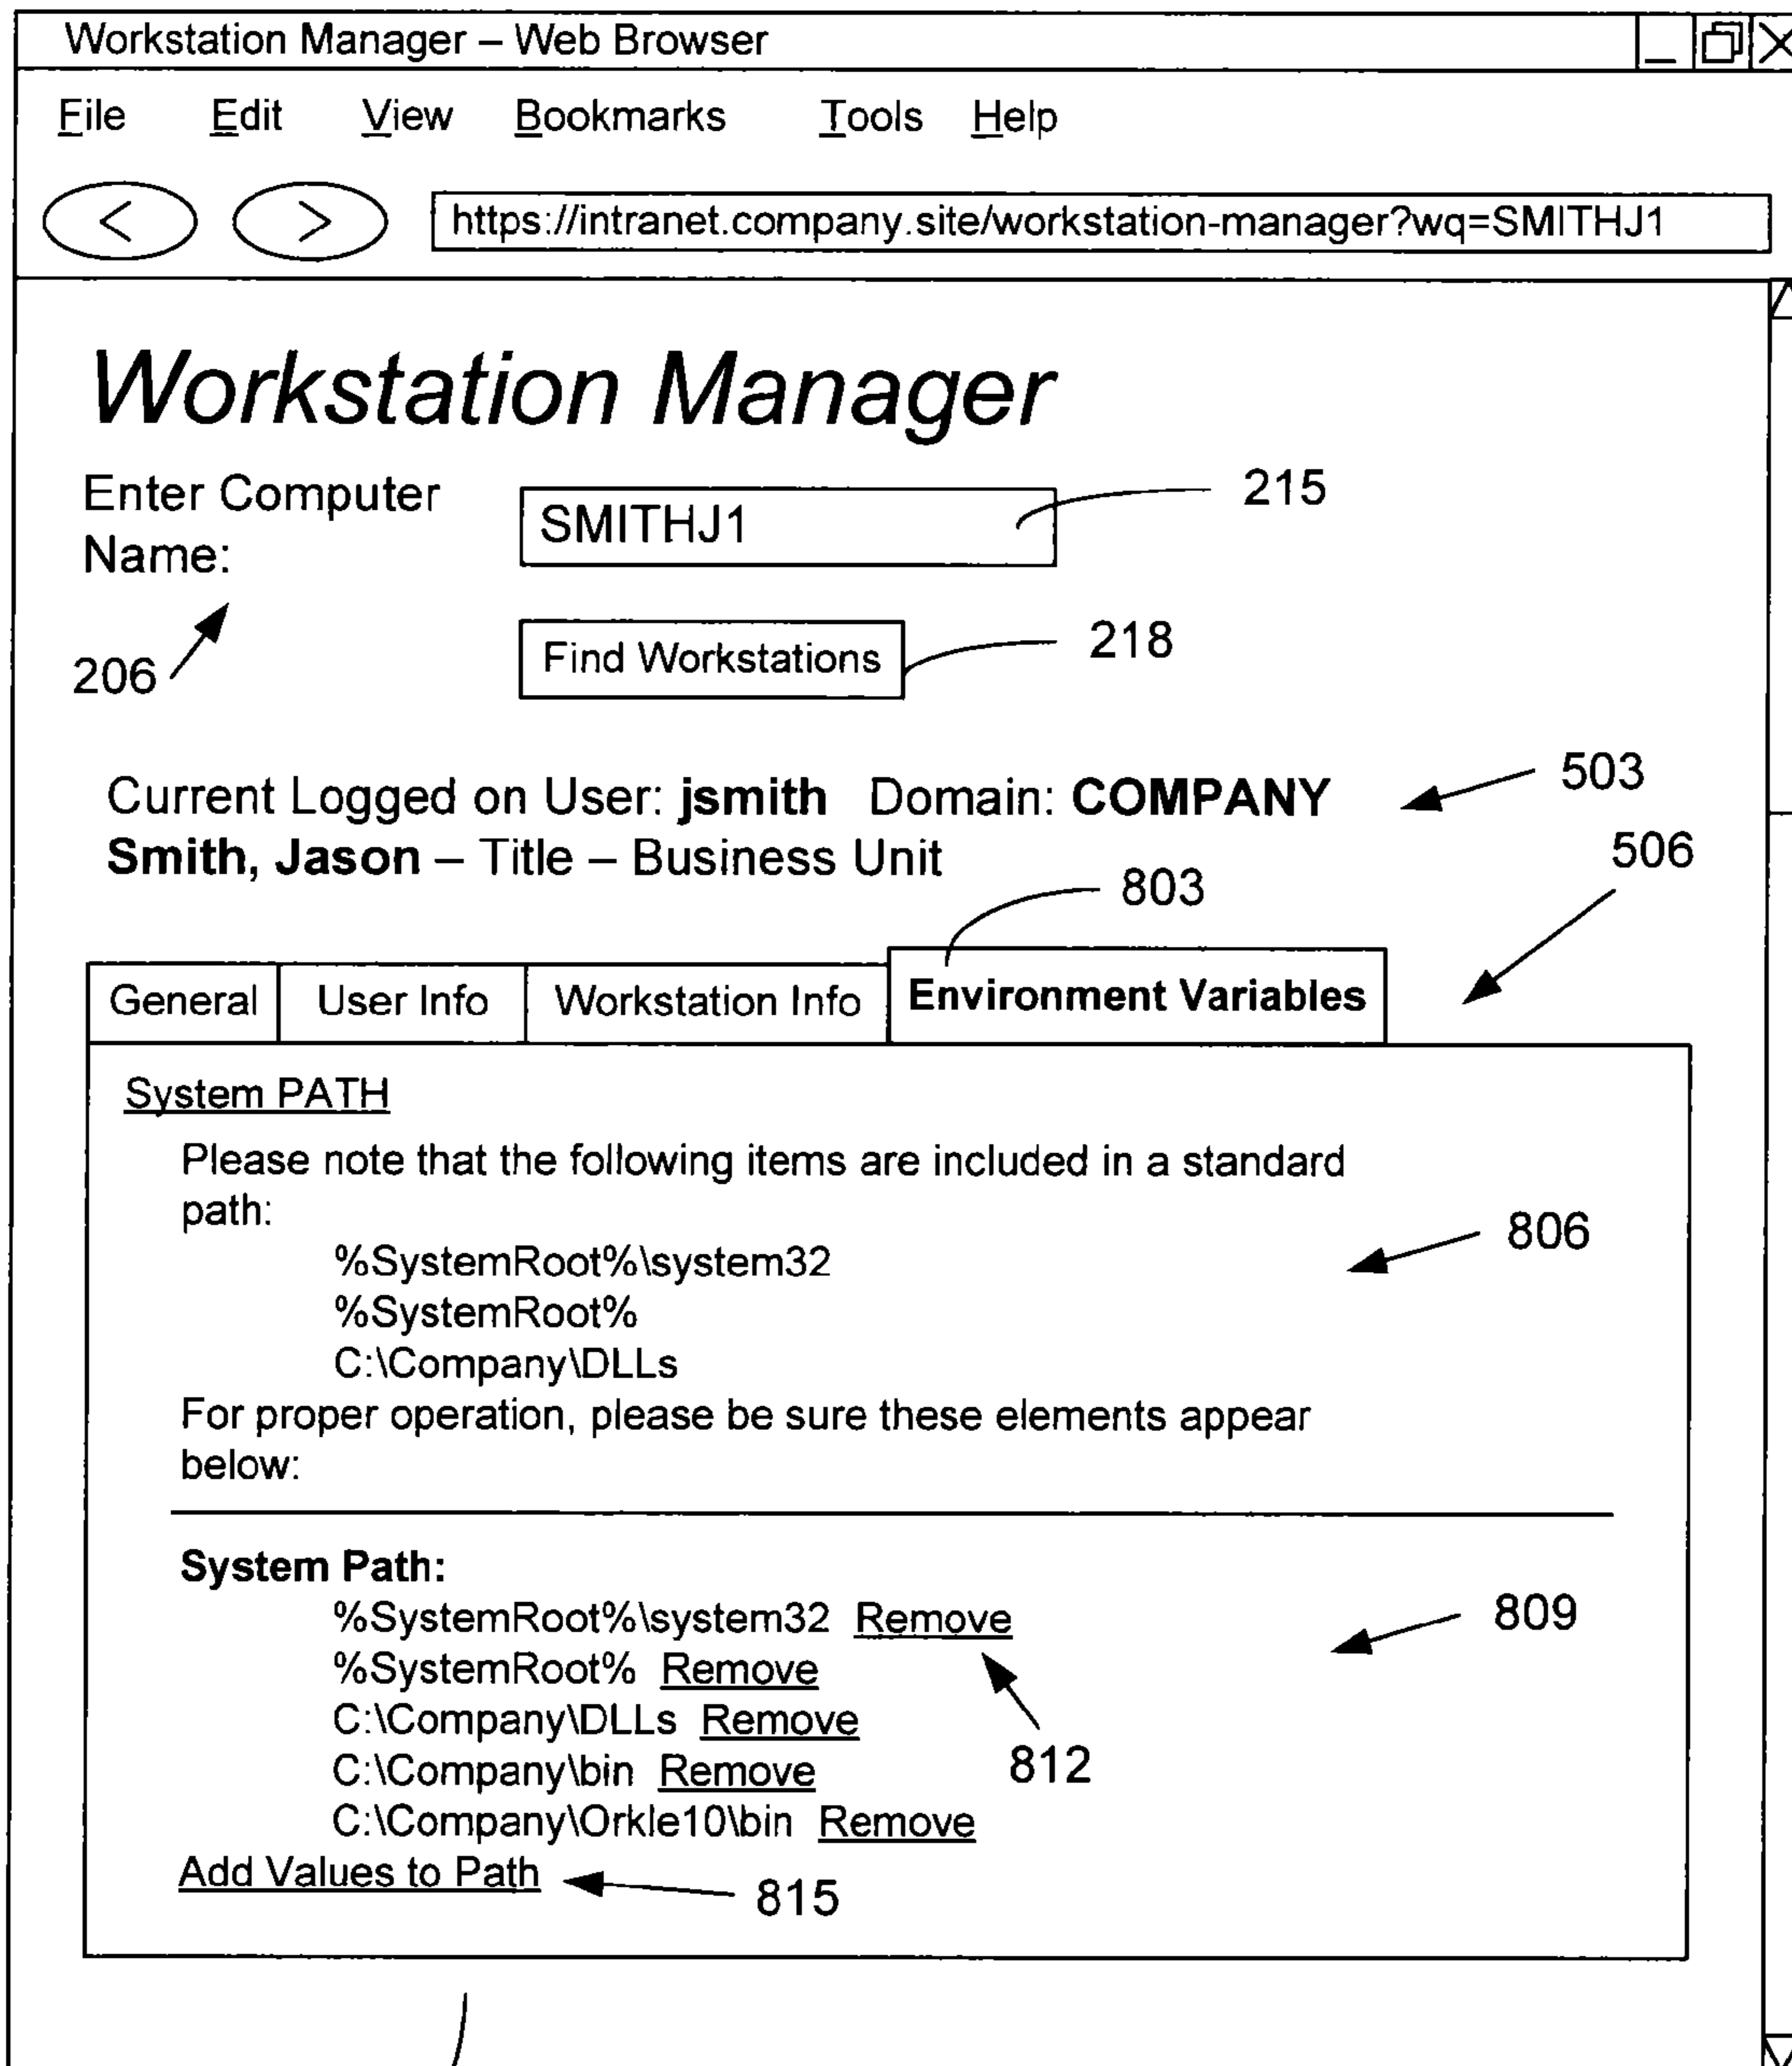 Workstation Manager – Web Browser
File Edit View Bookmarks Tools Help
< > https://intranet.company.site/workstation-manager?wq=SMITHJ1
Workstation Manager
Enter Computer
Name:
SMITHJ1
215
206
Find Workstations
218
Current Logged on User: jsmith Domain: COMPANY
503
Smith, Jason – Title – Business Unit
506
803
General User Info Workstation Info Environment Variables
System PATH
Please note that the following items are included in a standard
path:
806
%SystemRoot%\system32
%SystemRoot%
C:\Company\DLLs
For proper operation, please be sure these elements appear
below:
System Path:
%SystemRoot%\system32 Remove
809
%SystemRoot% Remove
C:\Company\DLLs Remove
C:\Company\bin Remove
812
C:\Company\Orkle10\bin Remove
Add Values to Path
815